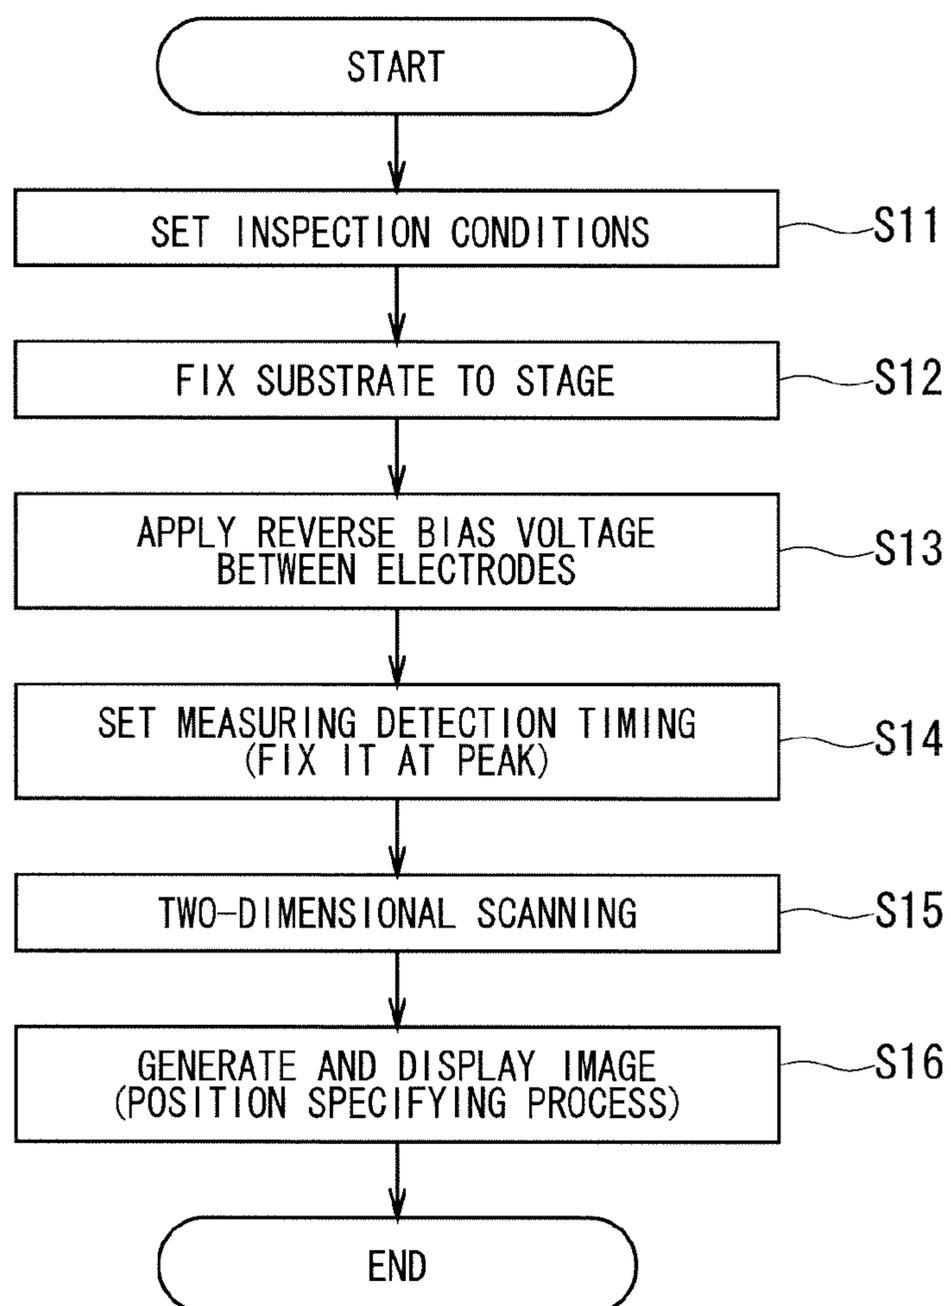 START
SET INSPECTION CONDITIONS
S11
FIX SUBSTRATE TO STAGE
S12
APPLY REVERSE BIAS VOLTAGE
BETWEEN ELECTRODES
S13
SET MEASURING DETECTION TIMING
(FIX IT AT PEAK)
S14
TWO-DIMENSIONAL SCANNING
S15
GENERATE AND DISPLAY IMAGE
(POSITION SPECIFYING PROCESS)
S16
END